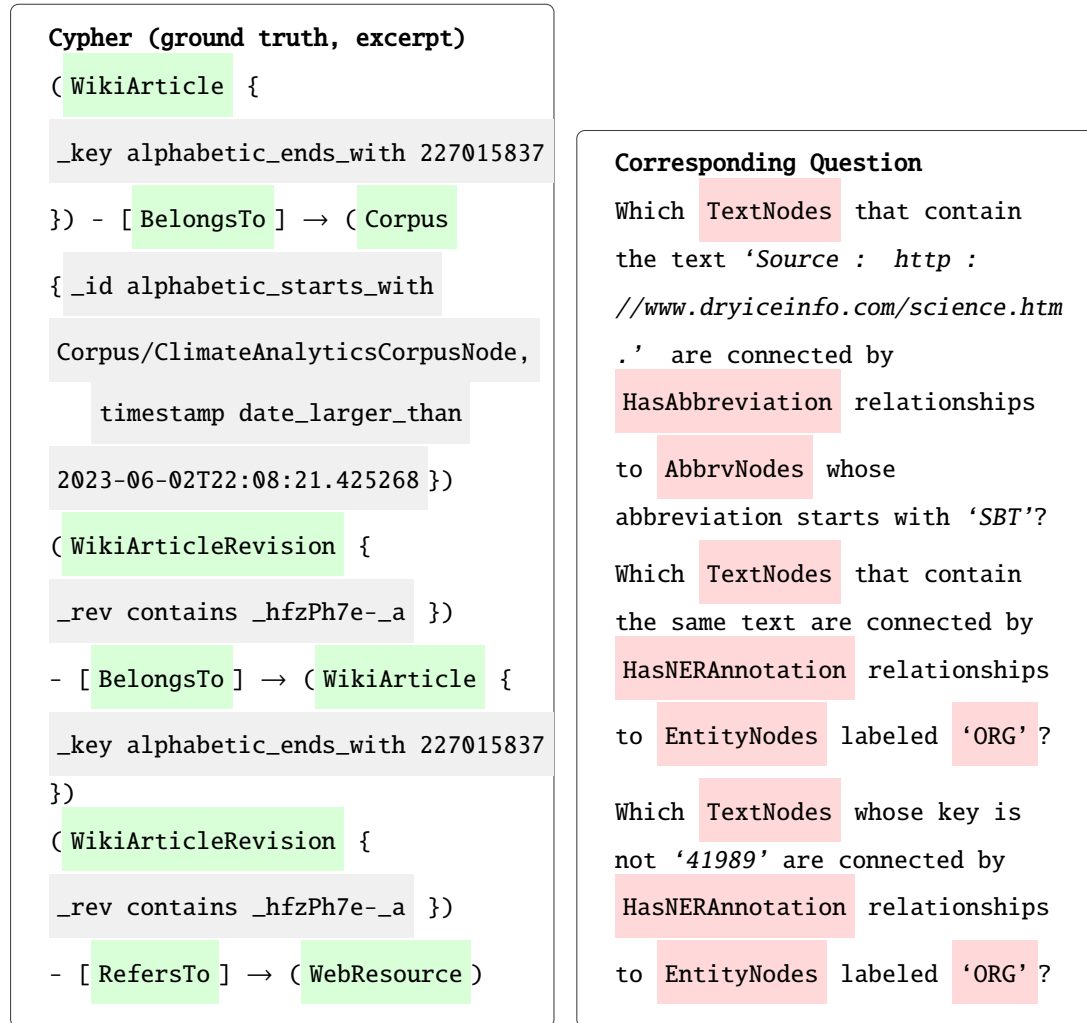 Cypher (ground truth, excerpt)
( WikiArticle {
_key alphabetic_ends_with 227015837
}) - [ BelongsTo ] → ( Corpus
{ _id alphabetic_starts_with
Corpus/ClimateAnalyticsCorpusNode,
timestamp date_larger_than
2023-06-02T22:08:21.425268 })
( WikiArticleRevision {
_rev contains _hfzPh7e-_a })
- [ BelongsTo ] → ( WikiArticle {
_key alphabetic_ends_with 227015837
})
( WikiArticleRevision {
_rev contains _hfzPh7e-_a })
- [ RefersTo ] → ( WebResource )
Corresponding Question
Which TextNodes that contain
the text ‘Source : http :
//www.dryiceinfo.com/science.htm
.’ are connected by
HasAbbreviation relationships
to AbbrvNodes whose
abbreviation starts with ‘SBT’?
Which TextNodes that contain
the same text are connected by
HasNERAnnotation relationships
to EntityNodes labeled ‘ORG’ ?
Which TextNodes whose key is
not ‘41989’ are connected by
HasNERAnnotation relationships
to EntityNodes labeled ‘ORG’ ?